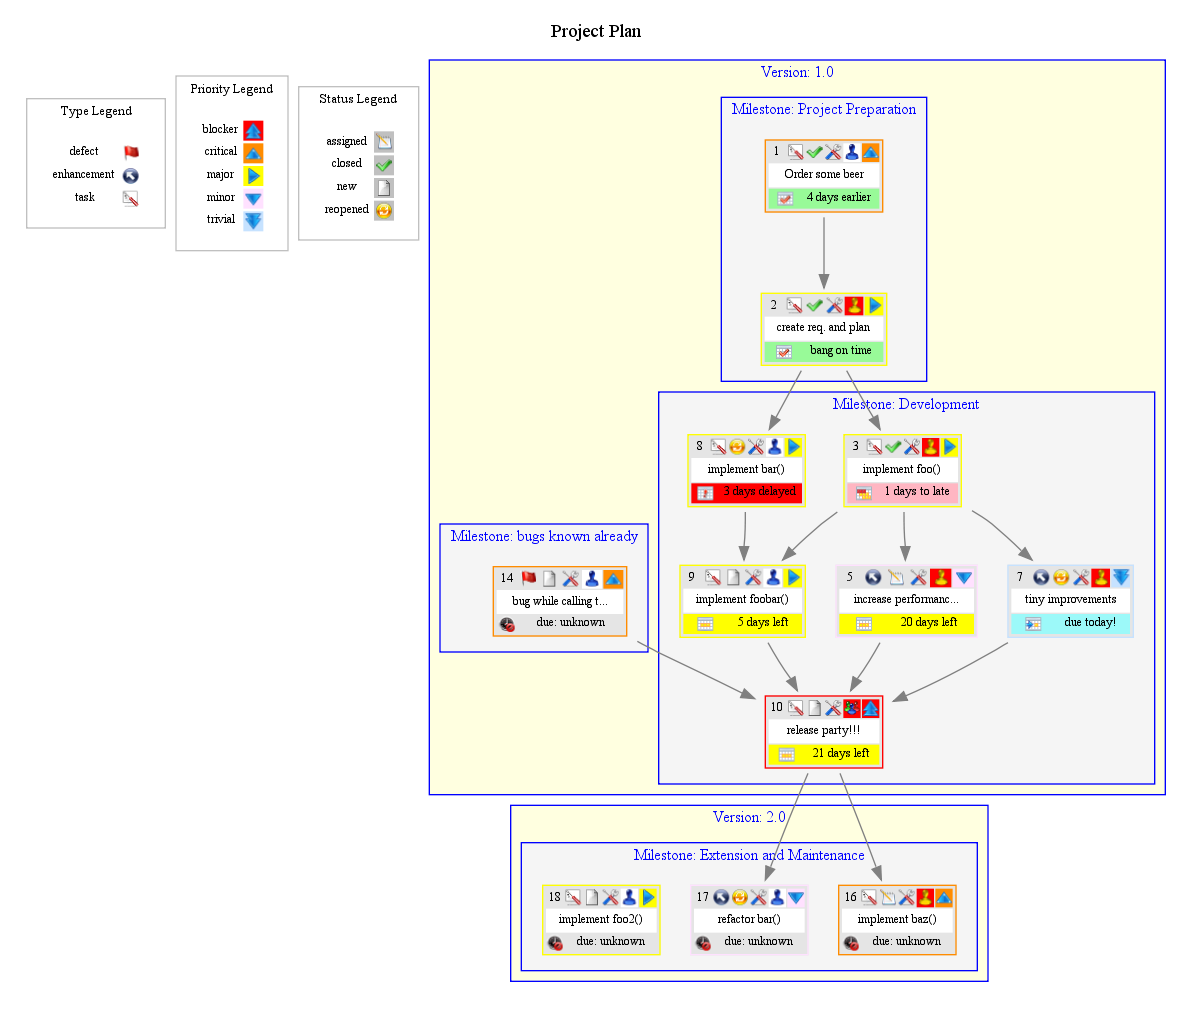 Project Plan
Type Legend
defect
enhancement
task
Priority Legend
blocker
critical
major
minor
trivial
Status Legend
assigned
closed
new
reopened
Version: 1.0
Milestone: Project Preparation
1
Order some beer
4 days earlier
2
create req. and plan
bang on time
Milestone: Development
8
implement bar()
3 days delayed
3
implement foo()
1 days to late
Milestone: bugs known already
14
bug while calling t...
due: unknown
9
implement foobar()
5 days left
5
increase performanc...
20 days left
7
tiny improvements
due today!
10
release party!!!
21 days left
Version: 2.0
Milestone: Extension and Maintenance
18
implement foo2()
due: unknown
17
refactor bar()
due: unknown
16
implement baz()
due: unknown